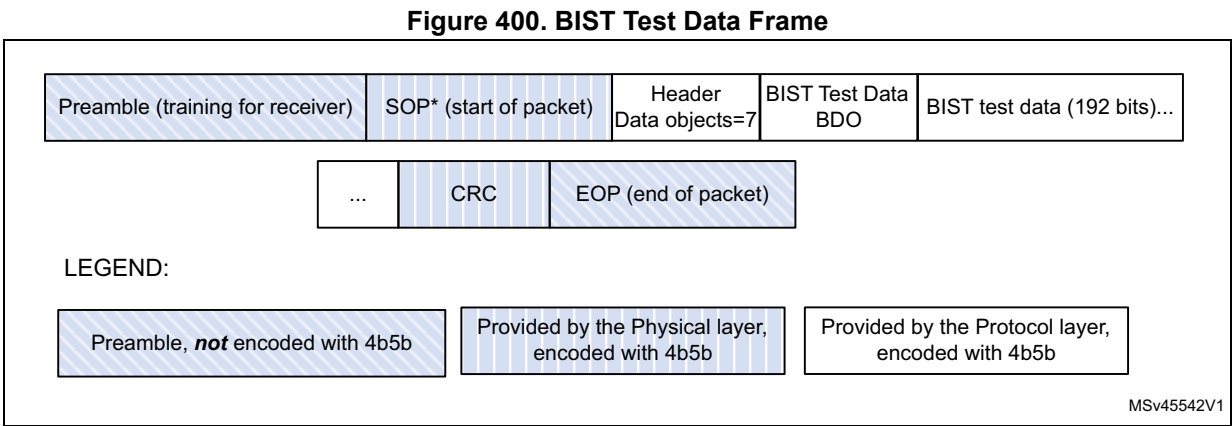 Figure 400. BIST Test Data Frame
Preamble (training for receiver)
SOP* (start of packet)
Header
Data objects=7
BIST Test Data
BDO
BIST test data (192 bits)...
...
CRC
EOP (end of packet)
LEGEND:
Preamble, not encoded with 4b5b
Provided by the Physical layer,
encoded with 4b5b
Provided by the Protocol layer,
encoded with 4b5b
MSv45542V1